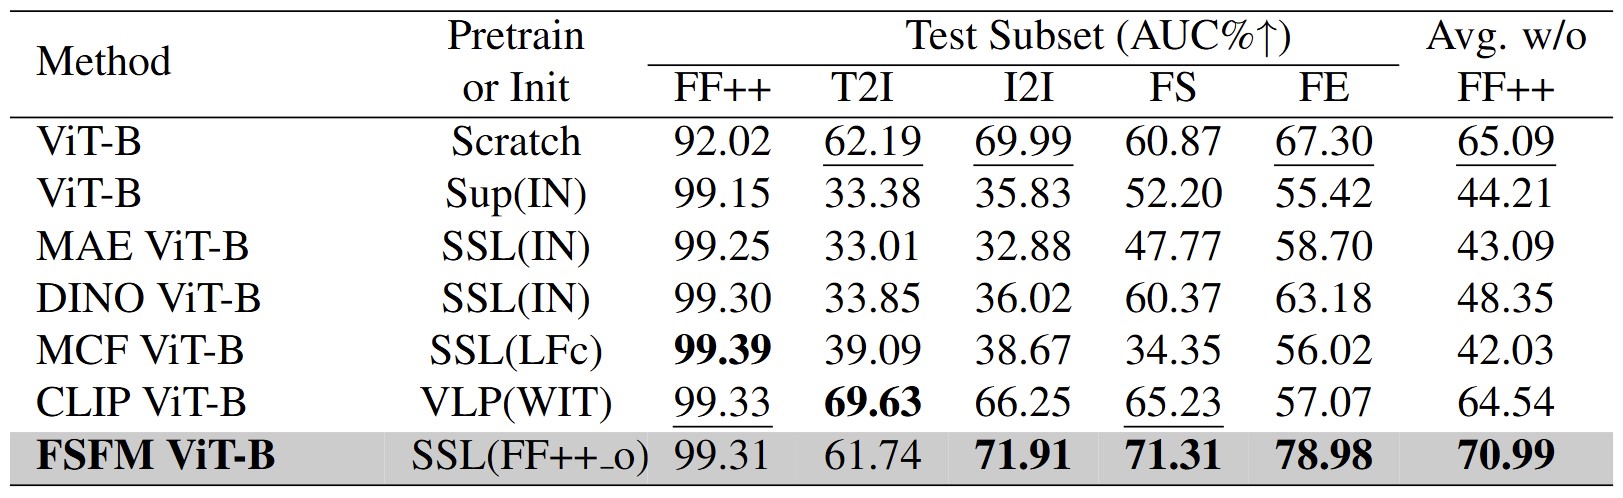 Method Pretrain or Init Test Subset (AUC%↑) Avg. w/o FF++
FF++ T2I I2I FS FE
ViT-B Scratch 92.02 62.19 69.99 60.87 67.30 65.09
ViT-B Sup(IN) 99.15 33.38 35.83 52.20 55.42 44.21
MAE ViT-B SSL(IN) 99.25 33.01 32.88 47.77 58.70 43.09
DINO ViT-B SSL(IN) 99.30 33.85 36.02 60.37 63.18 48.35
MCF ViT-B SSL(LFc) 99.39 39.09 38.67 34.35 56.02 42.03
CLIP ViT-B VLP(WIT) 99.33 69.63 66.25 65.23 57.07 64.54
FSFM ViT-B SSL(FF++_o) 99.31 61.74 71.91 71.31 78.98 70.99